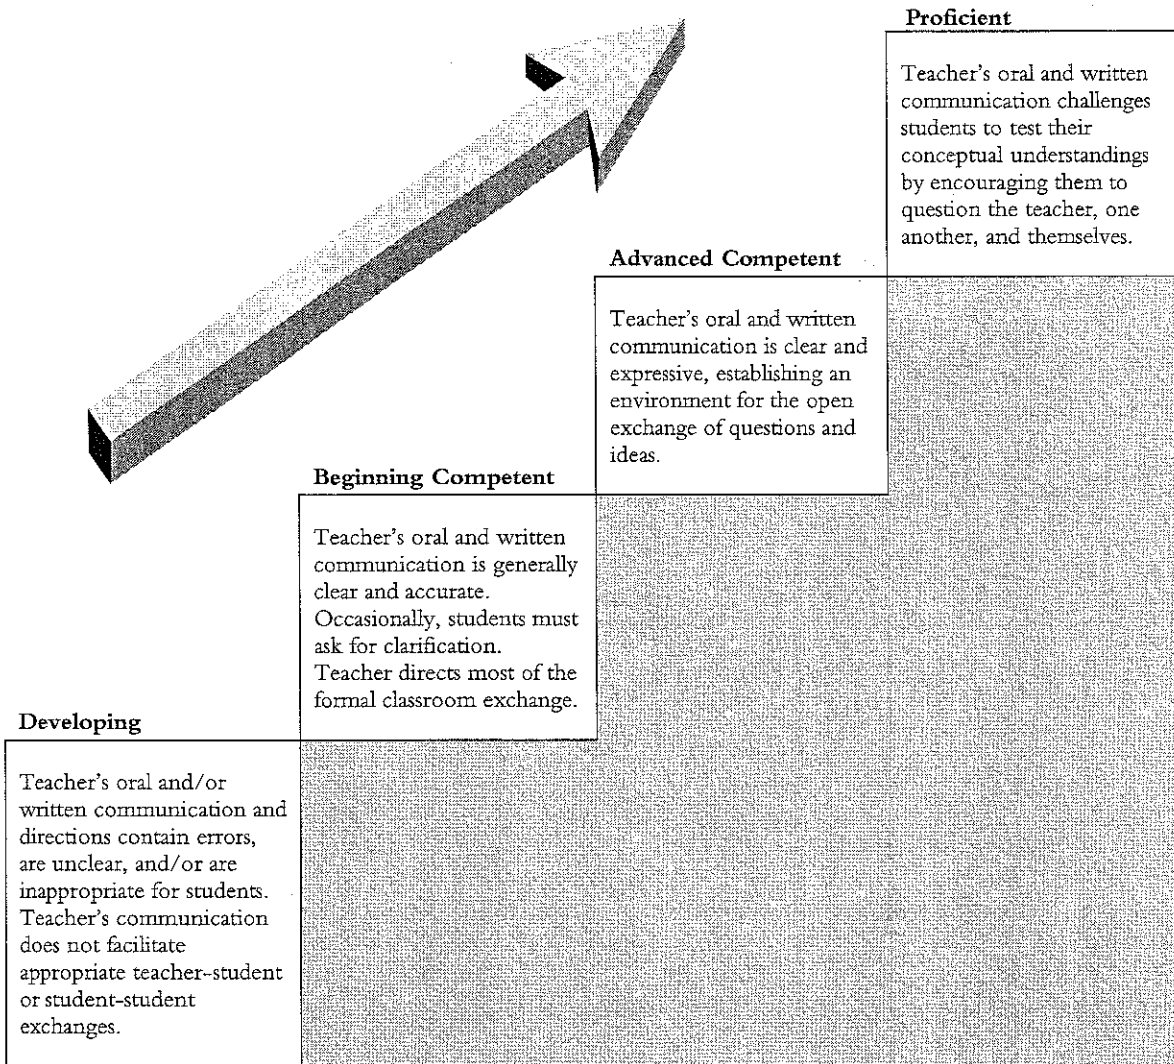 Proficient
Teacher's oral and written
communication challenges
students to test their
conceptual understandings
by encouraging them to
question the teacher, one
another, and themselves.
Advanced Competent
Teacher's oral and written
communication is clear and
expressive, establishing an
environment for the open
exchange of questions and
ideas.
Beginning Competent
Teacher's oral and written
communication is generally
clear and accurate.
Occasionally, students must
ask for clarification.
Teacher directs most of the
formal classroom exchange.
Developing
Teacher's oral and/or
written communication and
directions contain errors,
are unclear, and/or are
inappropriate for students.
Teacher's communication
does not facilitate
appropriate teacher-student
or student-student
exchanges.